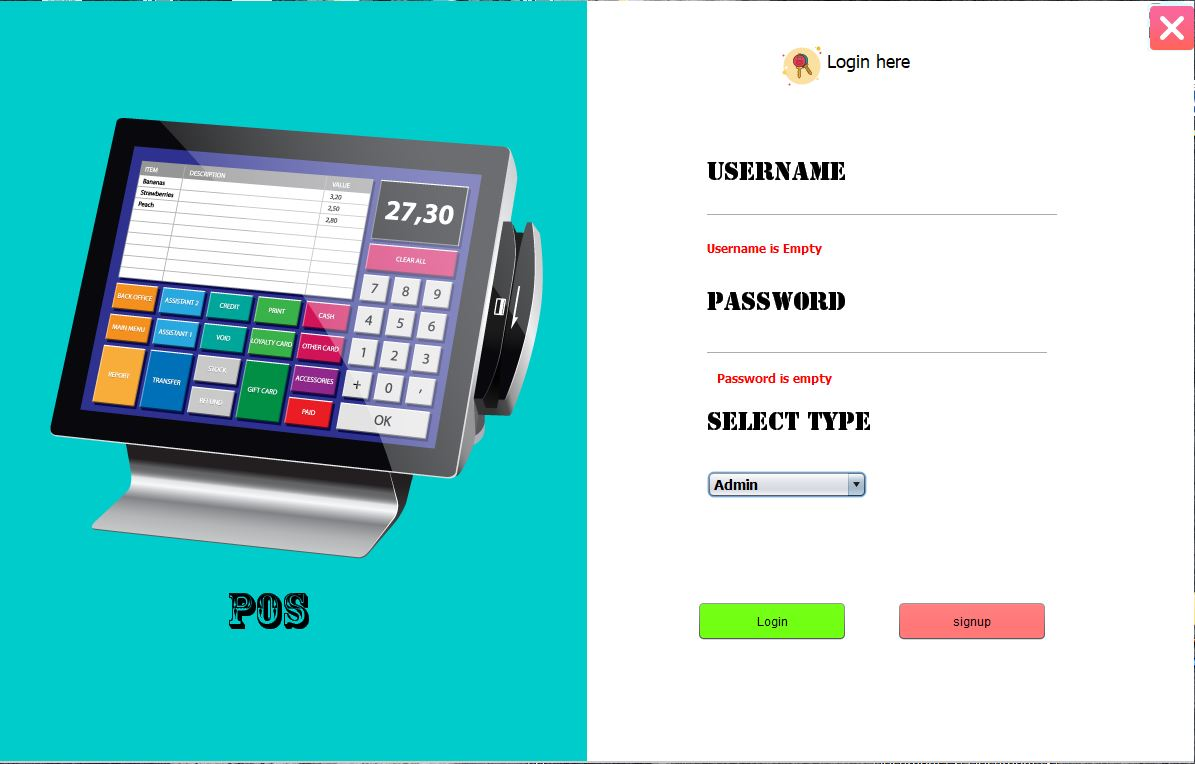 Login here
USERNAME
Username is Empty
PASSWORD
Password is empty
SELECT TYPE
Admin
Login
signup
ITEM DESCRIPTION VALUE
Bananas 3,20
Strawberries 2,50
Peach 2,80
27,30
CLEAR ALL
7 8 9
4 5 6
1 2 3
+ 0 ,
OK
BACK OFFICE ASSISTANT 2 CREDIT PRINT CASH
MAIN MENU ASSISTANT 1 VOID LOYALTY CARD OTHER CARD
REPORT TRANSFER STOCK GIFT CARD ACCESSORIES
REFUND PAID
POS